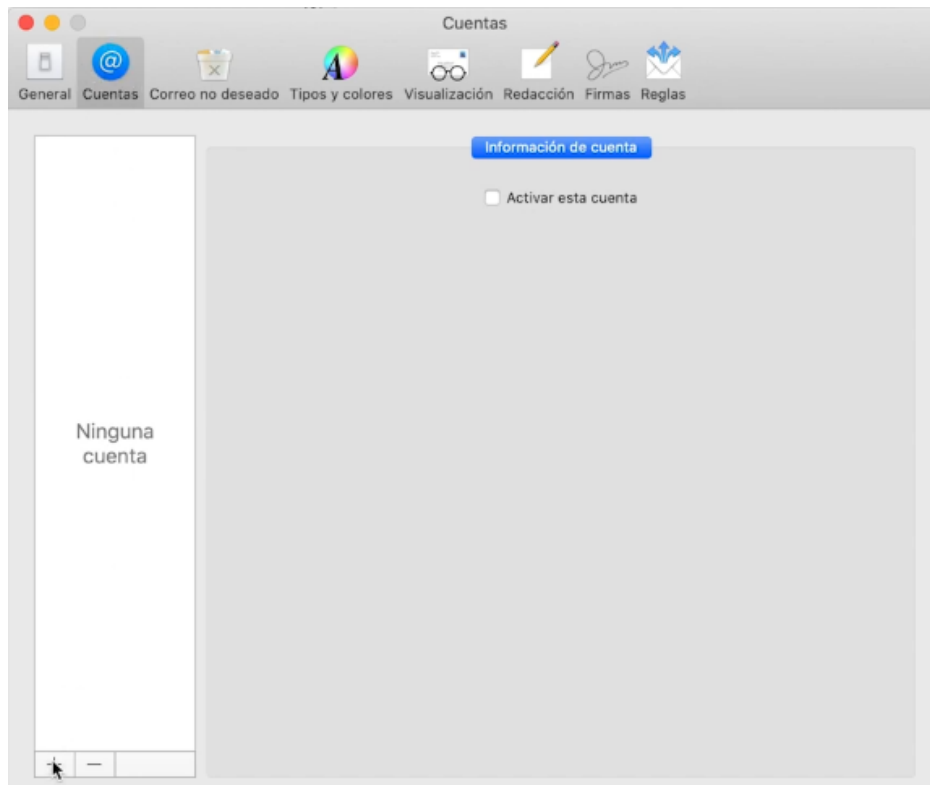 Cuentas
General Cuentas Correo no deseado Tipos y colores Visualización Redacción Firmas Reglas
Información de cuenta
Activar esta cuenta
Ninguna
cuenta